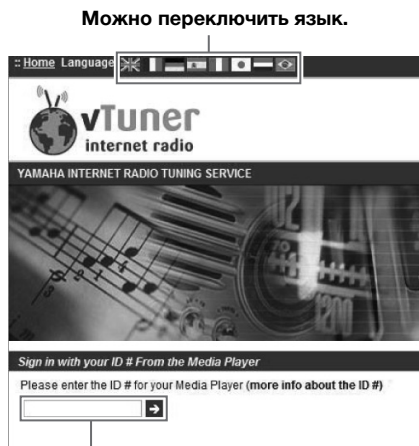 Можно переключить язык.
:: Home Language
vTuner
internet radio
YAMAHA INTERNET RADIO TUNING SERVICE
Sign in with your ID # From the Media Player
Please enter the ID # for your Media Player (more info about the ID #)